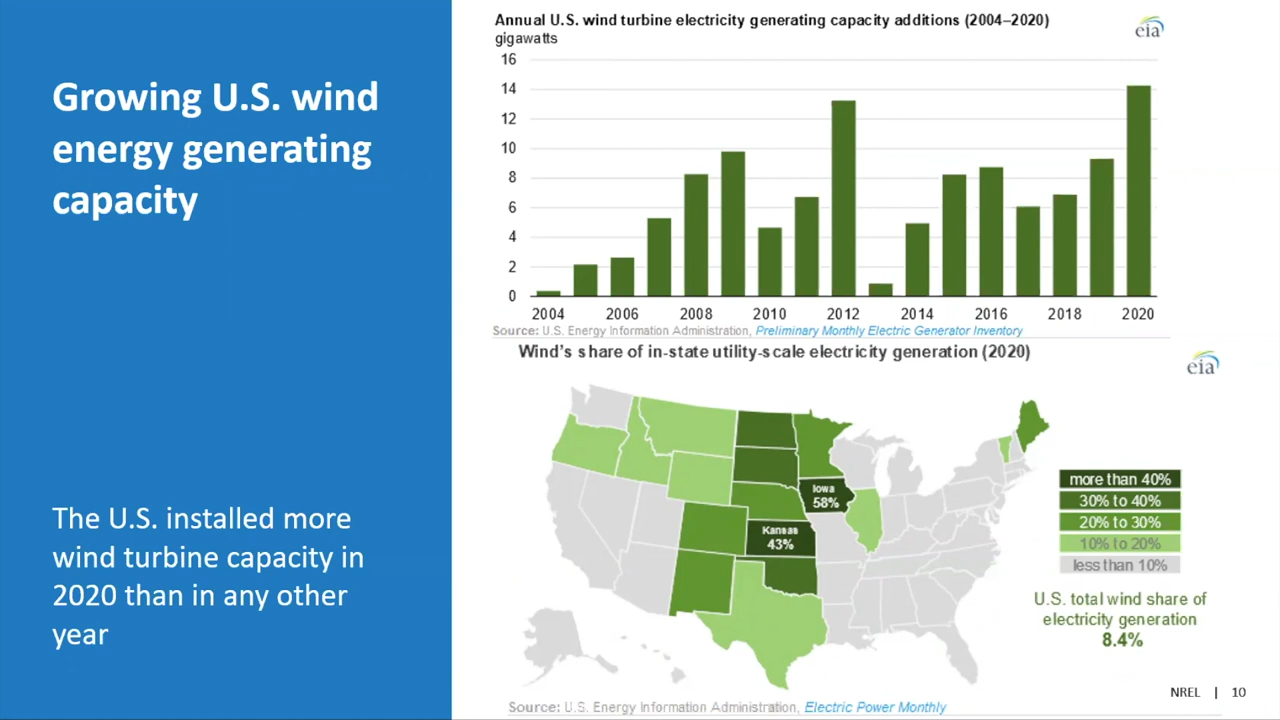 Growing U.S. wind
energy generating
capacity
The U.S. installed more
wind turbine capacity in
2020 than in any other
year
Annual U.S. wind turbine electricity generating capacity additions (2004–2020)
gigawatts
eia
16
14
12
10
8
6
4
2
0
2004 2006 2008 2010 2012 2014 2016 2018 2020
Source: U.S. Energy Information Administration, Preliminary Monthly Electric Generator Inventory
Wind's share of in-state utility-scale electricity generation (2020)
eia
Iowa
58%
Kansas
43%
more than 40%
30% to 40%
20% to 30%
10% to 20%
less than 10%
U.S. total wind share of
electricity generation
8.4%
Source: U.S. Energy Information Administration, Electric Power Monthly
NREL | 10